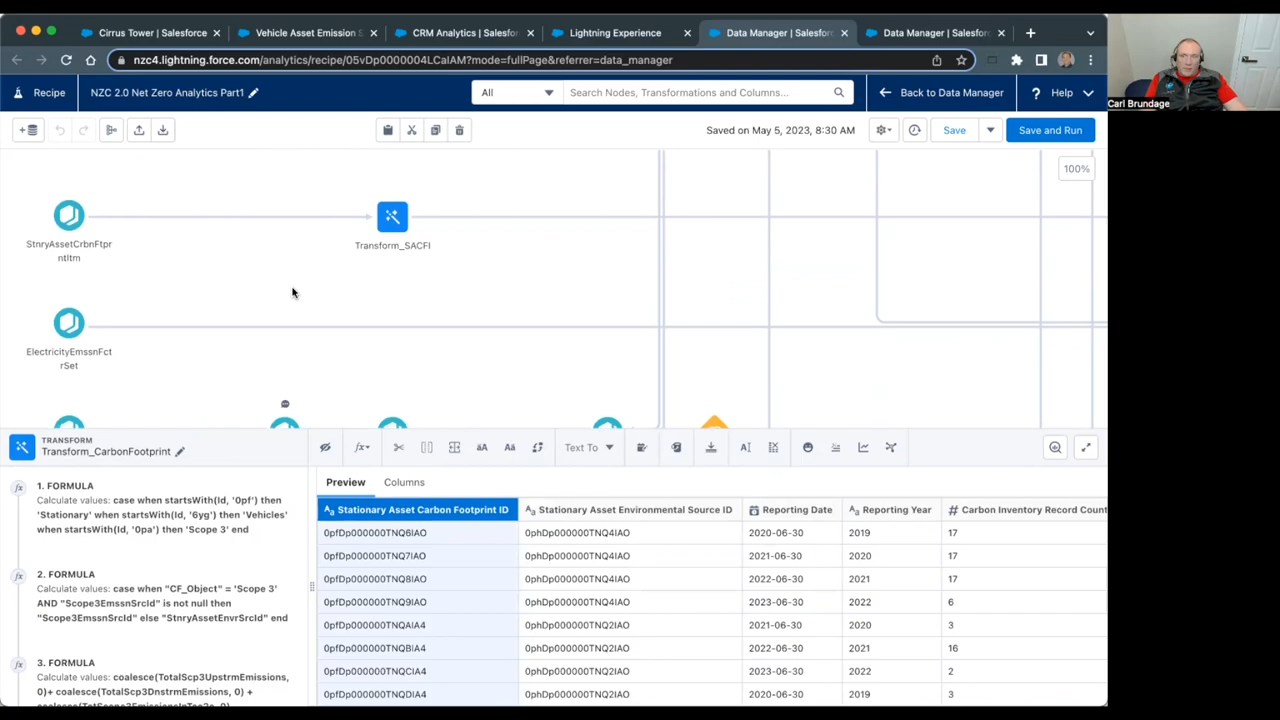 Cirrus Tower | Salesforce
Vehicle Asset Emission S
CRM Analytics | Salesfor
Lightning Experience
Data Manager | Salesfor
Data Manager | Salesfor
nzc4.lightning.force.com/analytics/recipe/05vDp0000004LCaIAM?mode=fullPage&referrer=data_manager
Recipe
NZC 2.0 Net Zero Analytics Part1
All
Search Nodes, Transformations and Columns...
Back to Data Manager
Help
Carl Brundage
Saved on May 5, 2023, 8:30 AM
Save
Save and Run
100%
StnryAssetCrbnFtpr
ntItm
Transform_SACFI
ElectricityEmssnFct
rSet
TRANSFORM
Transform_CarbonFootprint
Text To
1. FORMULA
Calculate values: case when startsWith(Id, '0pf') then
'Stationary' when startsWith(Id, '6yg') then 'Vehicles'
when startsWith(Id, '0pa') then 'Scope 3' end
2. FORMULA
Calculate values: case when "CF_Object" = 'Scope 3'
AND "Scope3EmssnSrcId" is not null then
"Scope3EmssnSrcId" else "StnryAssetEnvrSrcId" end
3. FORMULA
Calculate values: coalesce(TotalScp3UpstrmEmissions,
0)+ coalesce(TotalScp3DnstrmEmissions, 0) +
Preview
Columns
Stationary Asset Carbon Footprint ID
Stationary Asset Environmental Source ID
Reporting Date
Reporting Year
Carbon Inventory Record Count
0pfDp000000TNQ6IAO 0phDp000000TNQ4IAO 2020-06-30 2019 17
0pfDp000000TNQ7IAO 0phDp000000TNQ4IAO 2021-06-30 2020 17
0pfDp000000TNQ8IAO 0phDp000000TNQ4IAO 2022-06-30 2021 17
0pfDp000000TNQ9IAO 0phDp000000TNQ4IAO 2023-06-30 2022 6
0pfDp000000TNQAIA4 0phDp000000TNQ2IAO 2021-06-30 2020 3
0pfDp000000TNQBIA4 0phDp000000TNQ2IAO 2022-06-30 2021 16
0pfDp000000TNQCIA4 0phDp000000TNQ2IAO 2023-06-30 2022 2
0pfDp000000TNQDIA4 0phDp000000TNQ2IAO 2020-06-30 2019 3